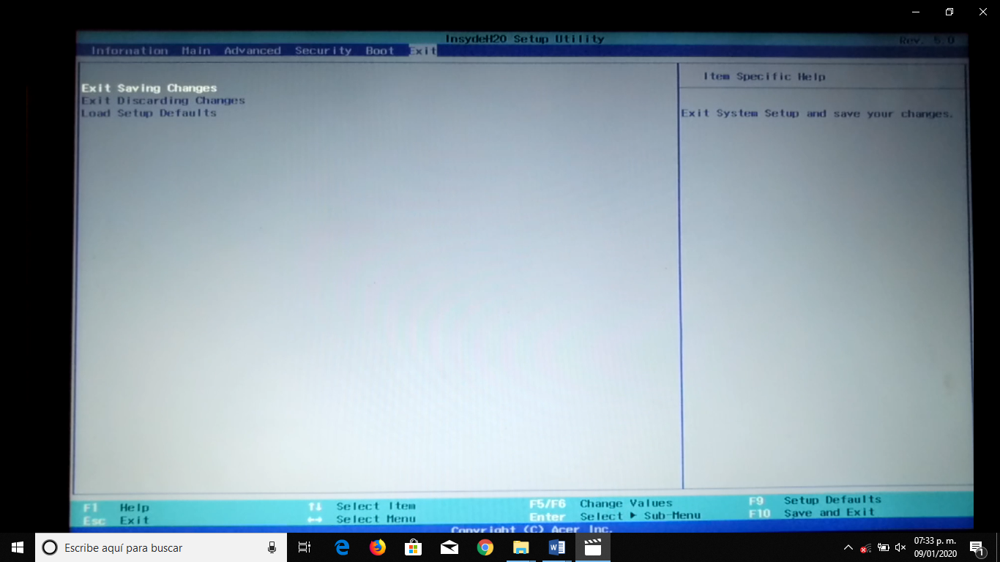 InsydeH20 Setup Utility
Rev. 5.0
Information Main Advanced Security Boot Exit
Item Specific Help
Exit Saving Changes
Exit Discarding Changes
Load Setup Defaults
Exit System Setup and save your changes.
F1 Help ↑↓ Select Item F5/F6 Change Values F9 Setup Defaults
Esc Exit ←→ Select Menu Enter Select ▶ Sub-Menu F10 Save and Exit
Copyright (C) Acer Inc.
Escribe aquí para buscar
07:33 p. m.
09/01/2020
1